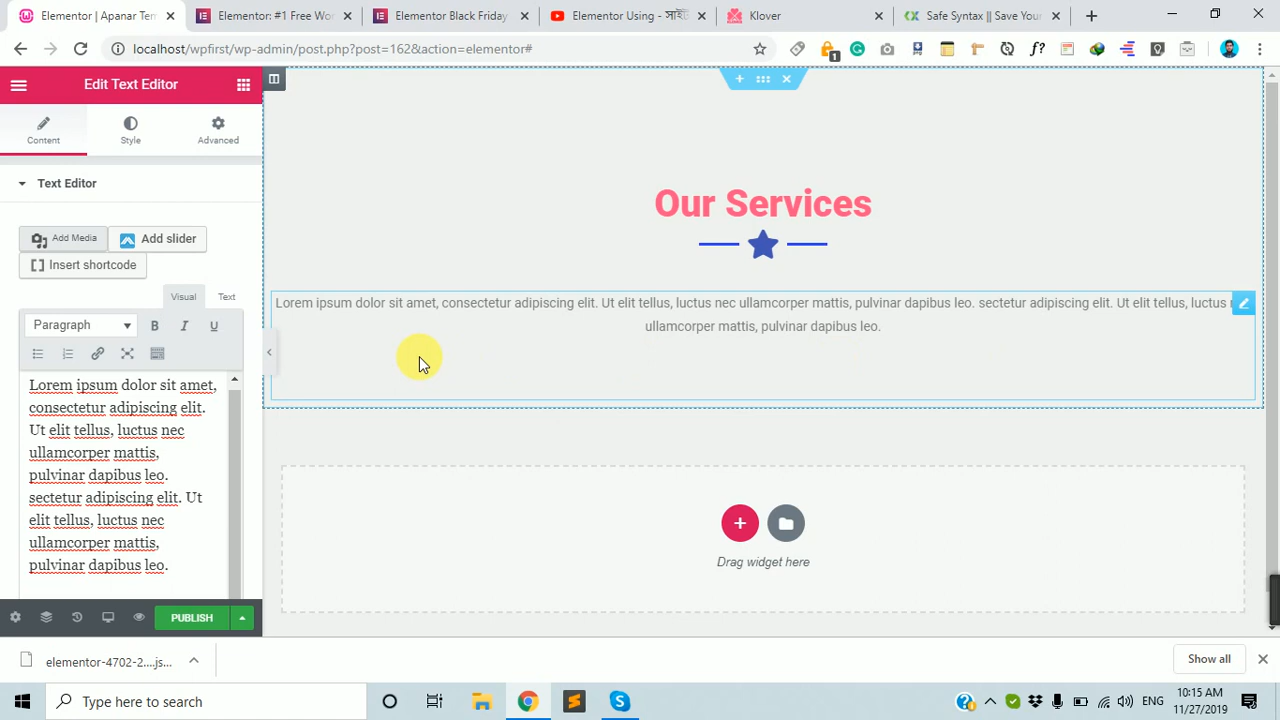 Elementor | Apanar Ten
Elementor: #1 Free Wor
Elementor Black Friday
Elementor Using -
Klover
Safe Syntax || Save Your
localhost/wpfirst/wp-admin/post.php?post=162&action=elementor#
1
Edit Text Editor
Content
Style
Advanced
Text Editor
Add Media
Add slider
Insert shortcode
Visual
Text
Paragraph
B
I
U
Lorem ipsum dolor sit amet,
consectetur adipiscing elit.
Ut elit tellus, luctus nec
ullamcorper mattis,
pulvinar dapibus leo.
sectetur adipiscing elit. Ut
elit tellus, luctus nec
ullamcorper mattis,
pulvinar dapibus leo.
PUBLISH
Our Services
Lorem ipsum dolor sit amet, consectetur adipiscing elit. Ut elit tellus, luctus nec ullamcorper mattis, pulvinar dapibus leo. sectetur adipiscing elit. Ut elit tellus, luctus
ullamcorper mattis, pulvinar dapibus leo.
Drag widget here
elementor-4702-2....js...
Show all
Type here to search
ENG
10:15 AM
11/27/2019